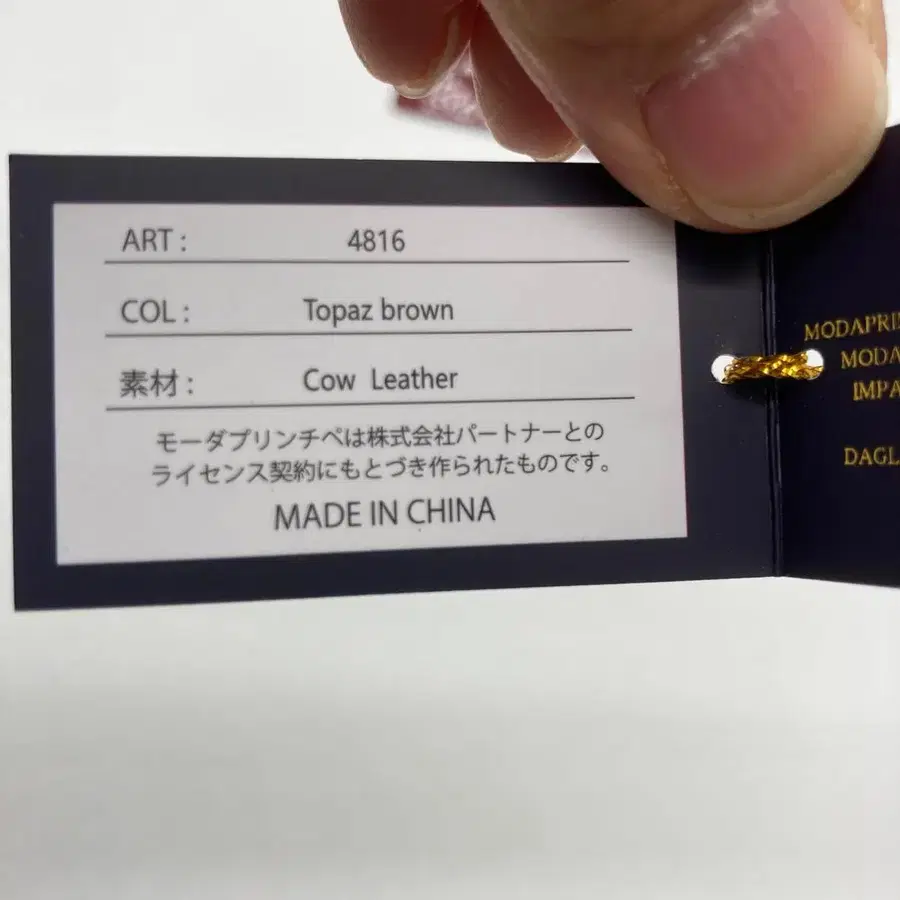 ART : 4816
COL : Topaz brown
素材 : Cow Leather
モーダプリンチペは株式会社パートナーとの
ライセンス契約にもとづき作られたものです。
MADE IN CHINA